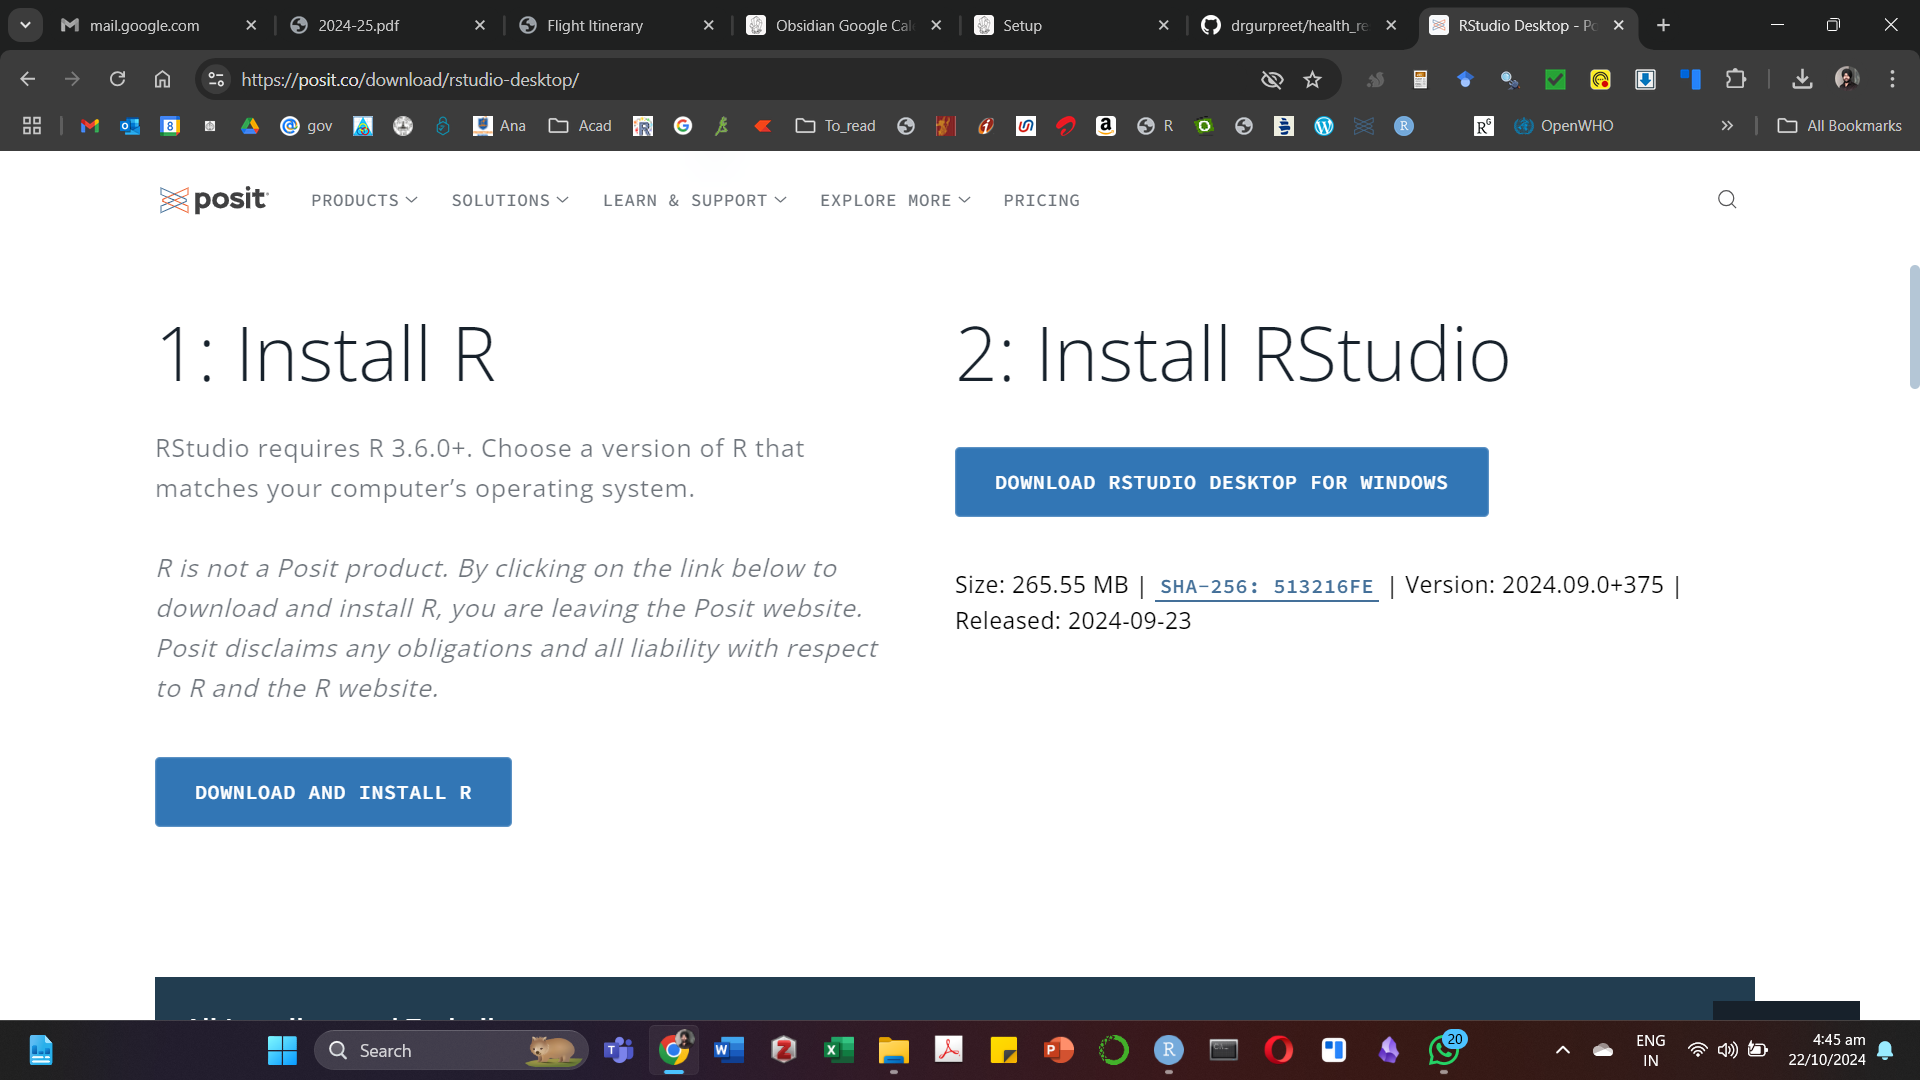 mail.google.com
2024-25.pdf
Flight Itinerary
Obsidian Google Cal
Setup
drgurpreet/health_re
RStudio Desktop - Po
https://posit.co/download/rstudio-desktop/
gov
Ana
Acad
To_read
R
OpenWHO
All Bookmarks
posit
PRODUCTS
SOLUTIONS
LEARN & SUPPORT
EXPLORE MORE
PRICING
1: Install R
RStudio requires R 3.6.0+. Choose a version of R that
matches your computer’s operating system.
R is not a Posit product. By clicking on the link below to
download and install R, you are leaving the Posit website.
Posit disclaims any obligations and all liability with respect
to R and the R website.
DOWNLOAD AND INSTALL R
2: Install RStudio
DOWNLOAD RSTUDIO DESKTOP FOR WINDOWS
Size: 265.55 MB | SHA-256: 513216FE | Version: 2024.09.0+375 |
Released: 2024-09-23
Search
20
ENG
IN
4:45 am
22/10/2024